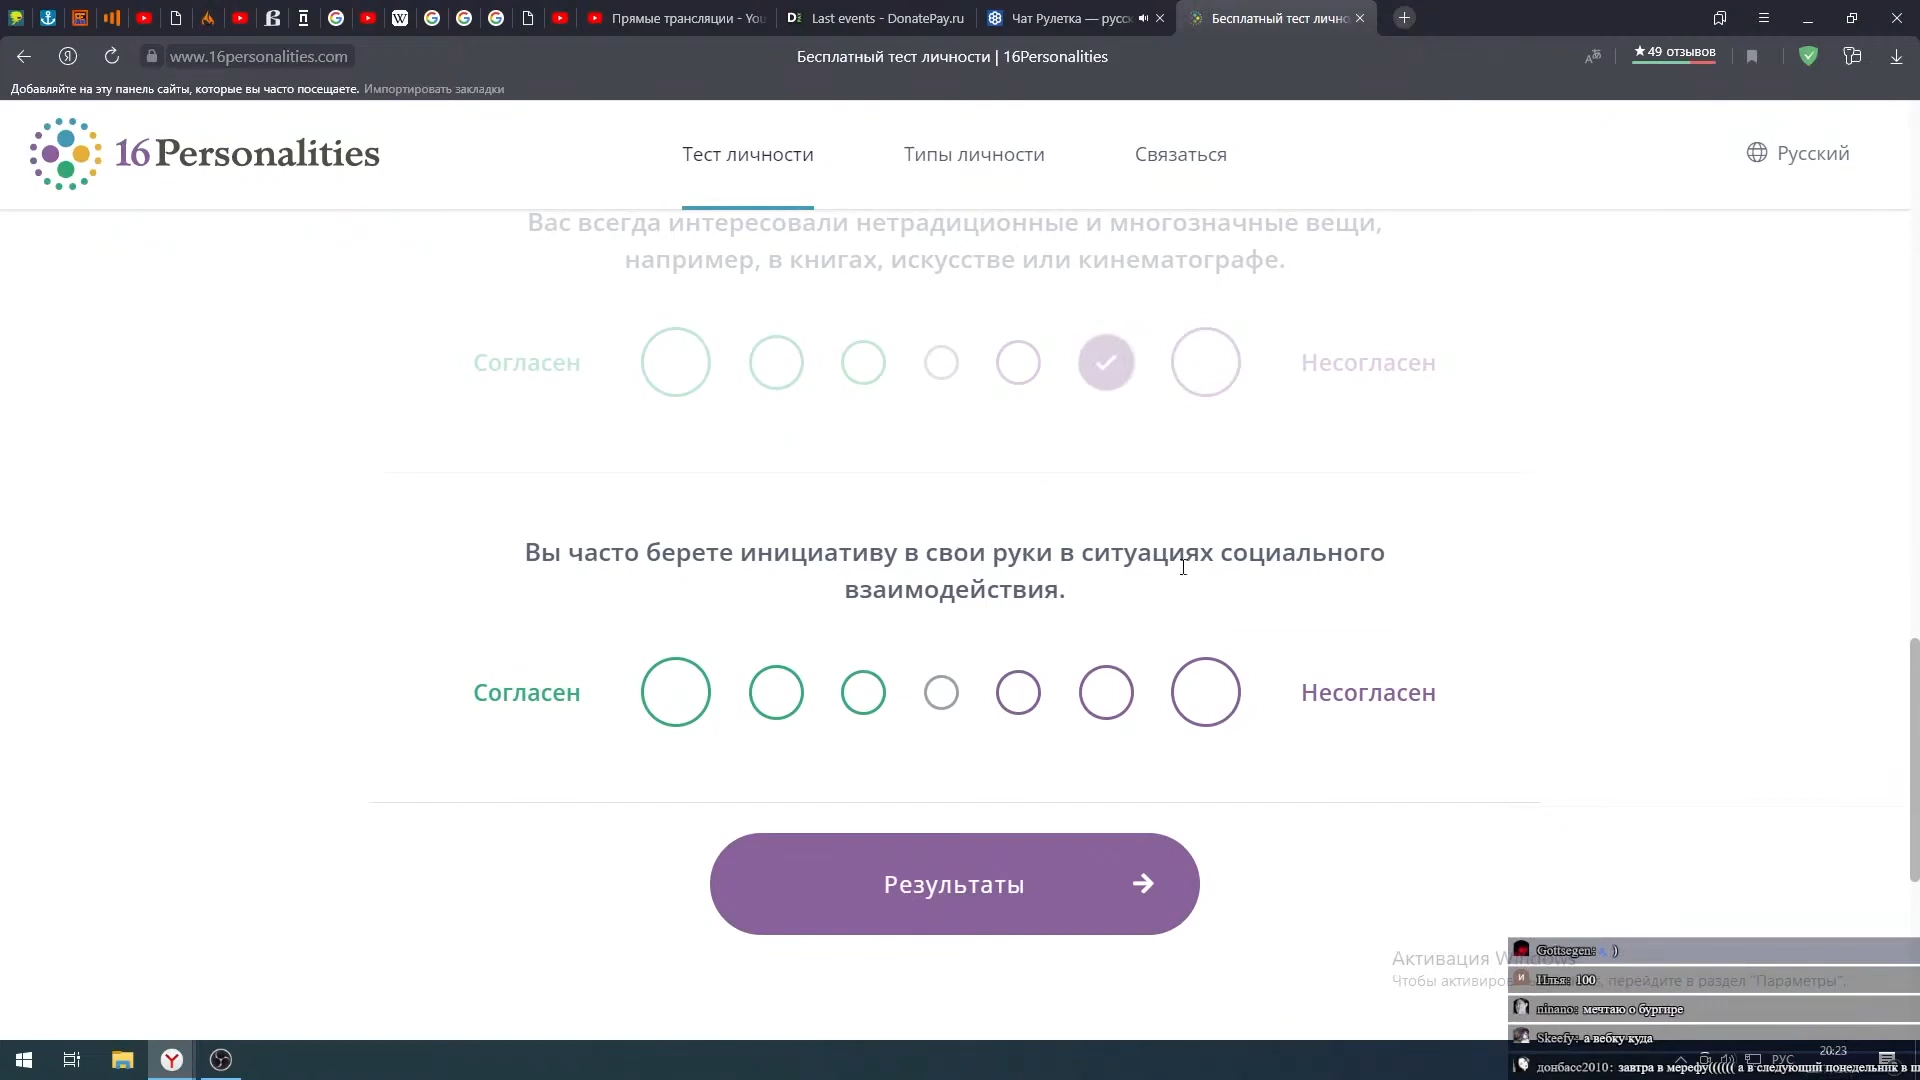 Прямые трансляции - You
Last events - DonatePay.ru
Чат Рулетка — русск
Бесплатный тест лично
www.16personalities.com
Бесплатный тест личности | 16Personalities
★49 отзывов
Добавляйте на эту панель сайты, которые вы часто посещаете. Импортировать закладки
16Personalities
Тест личности
Типы личности
Связаться
Русский
Вас всегда интересовали нетрадиционные и многозначные вещи,
например, в книгах, искусстве или кинематографе.
Согласен
Несогласен
Вы часто берете инициативу в свои руки в ситуациях социального
взаимодействия.
Согласен
Несогласен
Результаты
Активация Windows
Чтобы активиров s, перейдите в раздел "Параметры".
Gottsegen: )
Илья: 100
ninano: мечтаю о бургире
Skeefy: а вебку куда
донбасс2010: завтра в мерефу(((((( а в следующий понедельник в ш
20:23
РУС